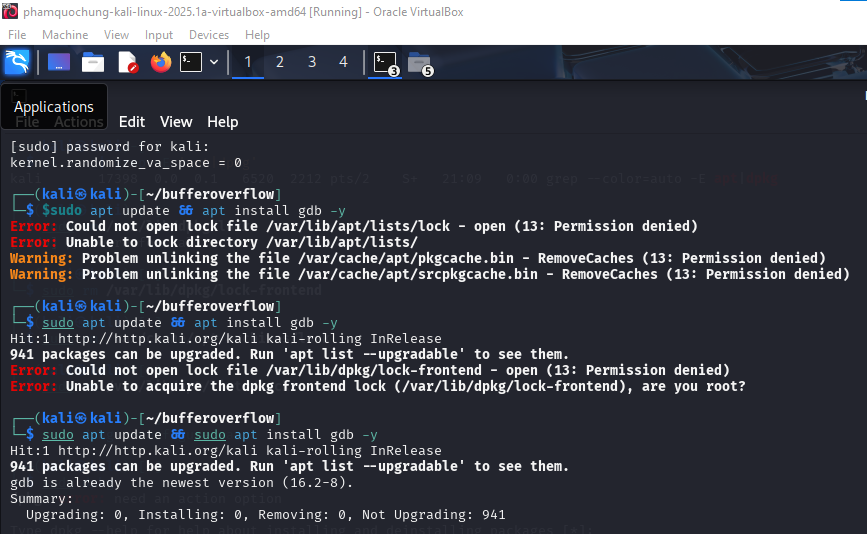 phamquochung-kali-linux-2025.1a-virtualbox-amd64 [Running] - Oracle VirtualBox
File Machine View Input Devices Help
1 2 3 4 3 5
Applications
File Actions Edit View Help
[sudo] password for kali:
kernel.randomize_va_space = 0
┌──(kali㉿kali)-[~/bufferoverflow]
└─$ $sudo apt update && apt install gdb -y
Error: Could not open lock file /var/lib/apt/lists/lock - open (13: Permission denied)
Error: Unable to lock directory /var/lib/apt/lists/
Warning: Problem unlinking the file /var/cache/apt/pkgcache.bin - RemoveCaches (13: Permission denied)
Warning: Problem unlinking the file /var/cache/apt/srcpkgcache.bin - RemoveCaches (13: Permission denied)
/var/lib/dpkg/lock-frontend
┌──(kali㉿kali)-[~/bufferoverflow]
└─$ sudo apt update && apt install gdb -y
Hit:1 http://http.kali.org/kali kali-rolling InRelease
941 packages can be upgraded. Run 'apt list --upgradable' to see them.
Error: Could not open lock file /var/lib/dpkg/lock-frontend - open (13: Permission denied)
Error: Unable to acquire the dpkg frontend lock (/var/lib/dpkg/lock-frontend), are you root?
┌──(kali㉿kali)-[~/bufferoverflow]
└─$ sudo apt update && sudo apt install gdb -y
Hit:1 http://http.kali.org/kali kali-rolling InRelease
941 packages can be upgraded. Run 'apt list --upgradable' to see them.
gdb is already the newest version (16.2-8).
Summary: need an action option
Upgrading: 0, Installing: 0, Removing: 0, Not Upgrading: 941